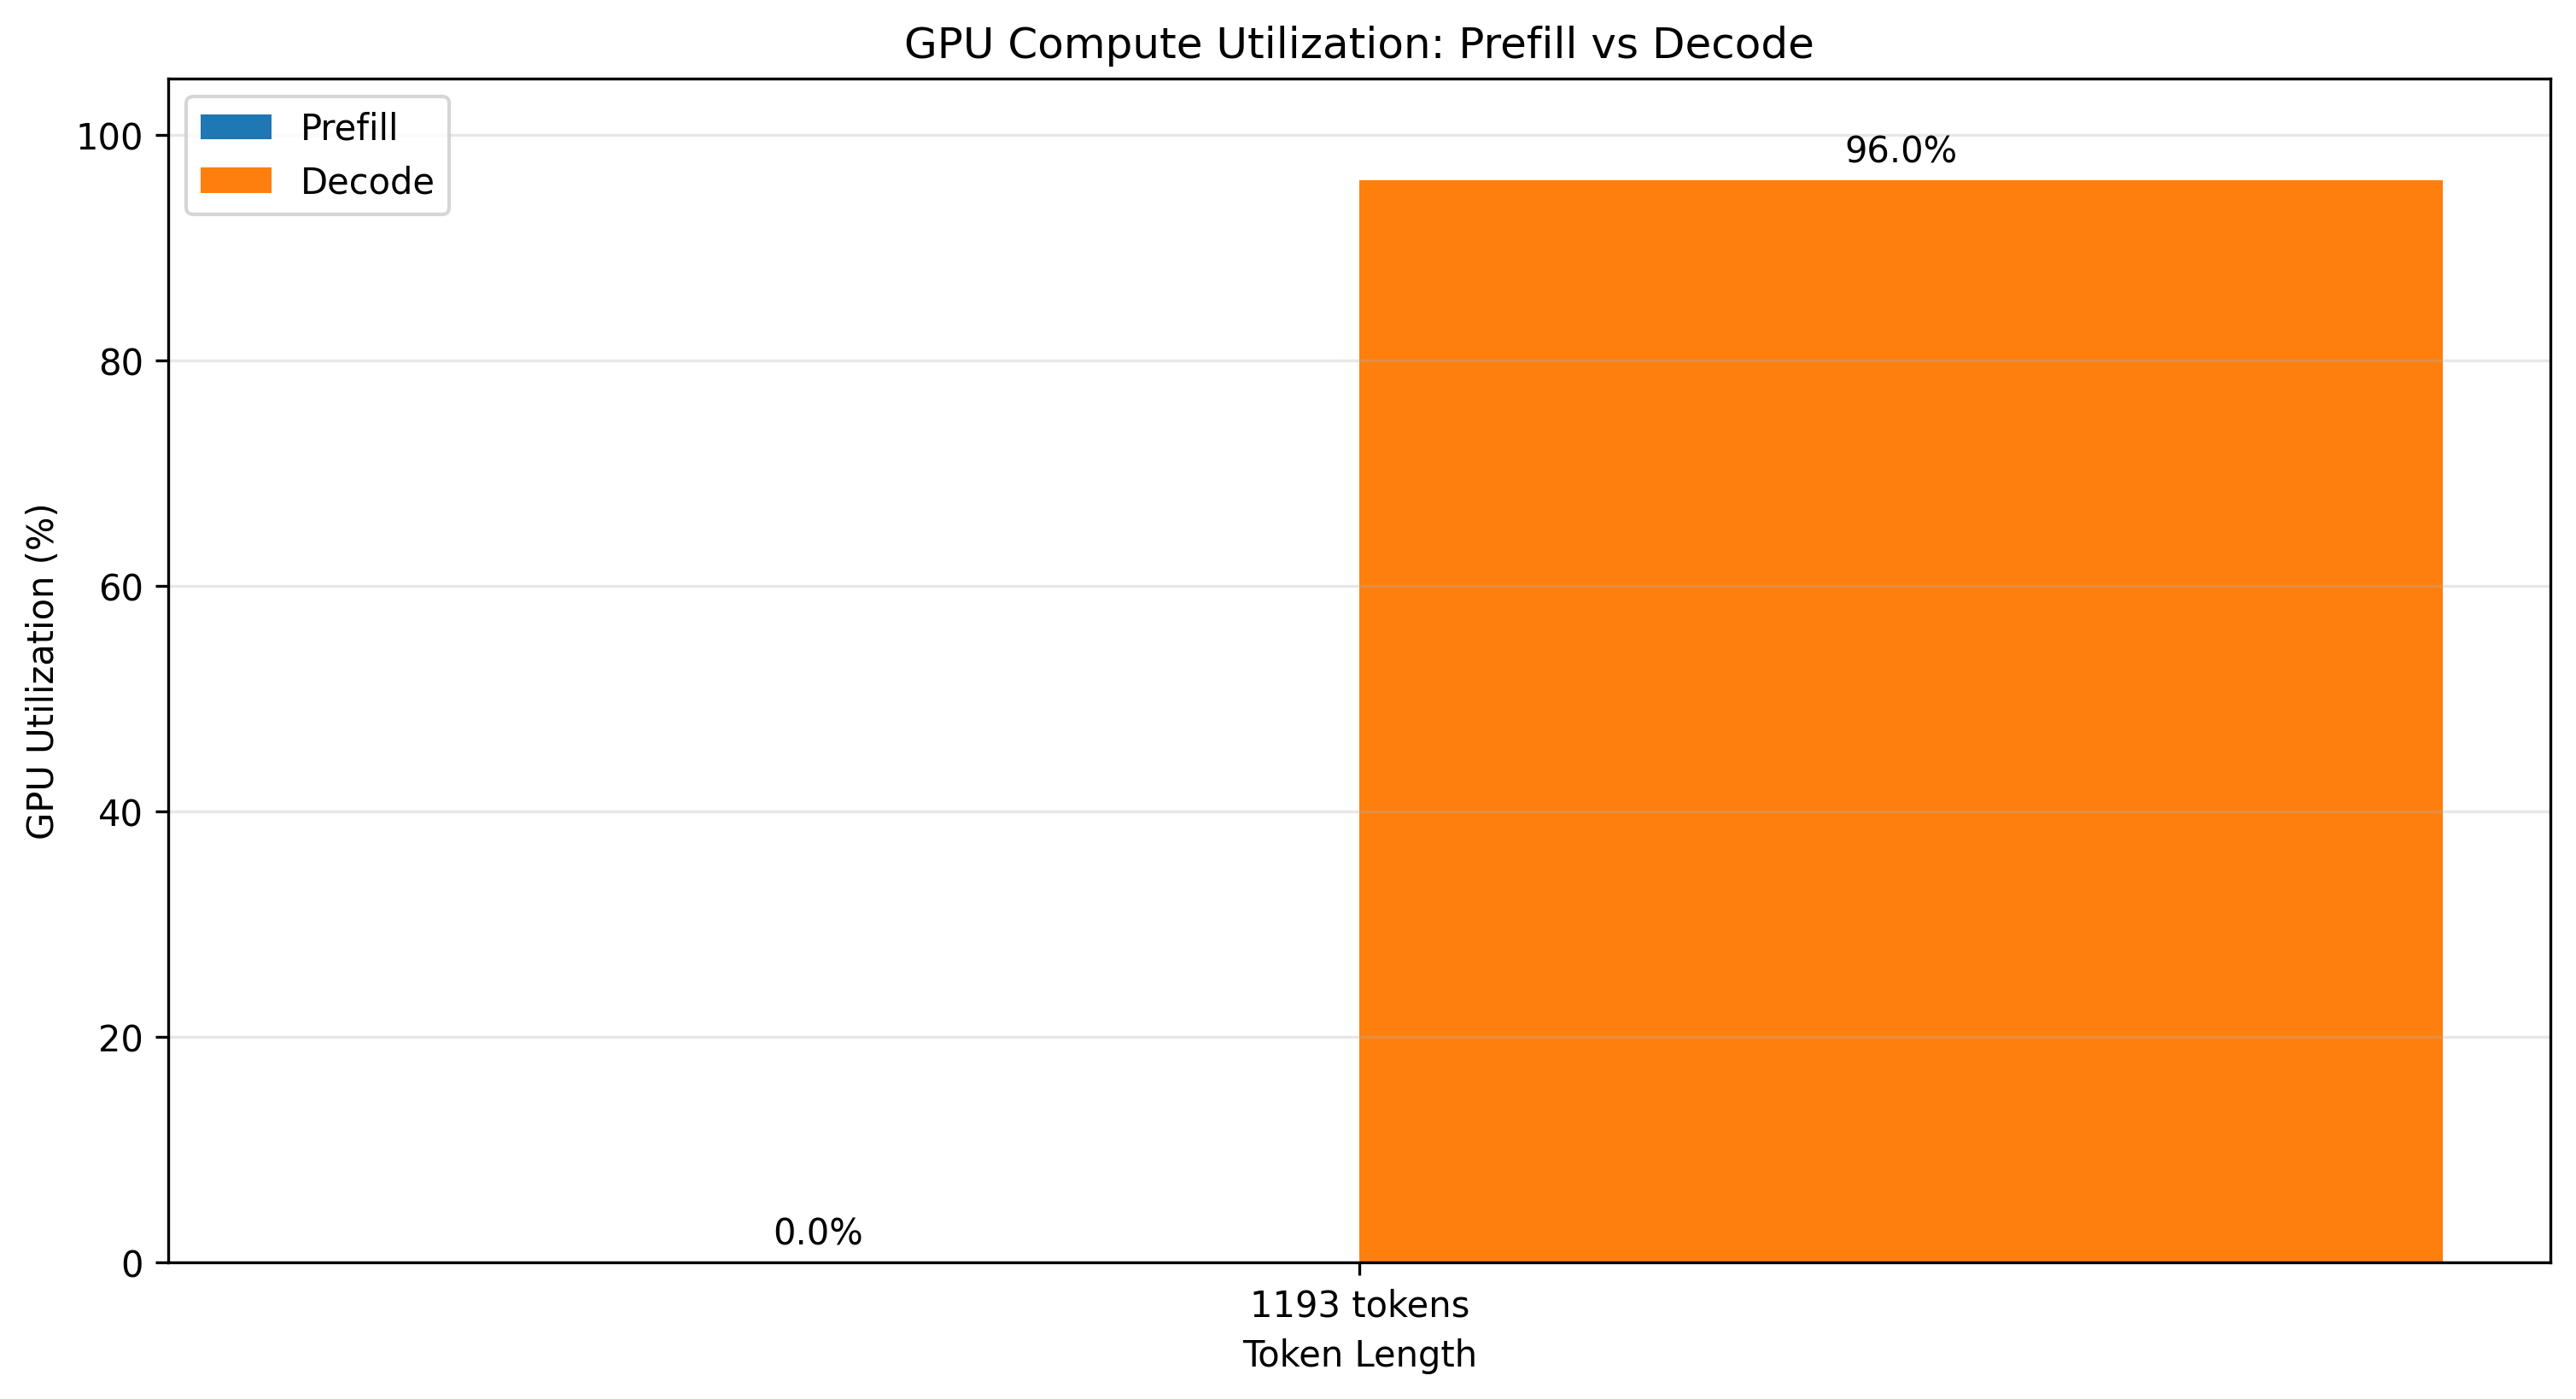 GPU Compute Utilization: Prefill vs Decode
Prefill
Decode
100
80
60
40
20
0
GPU Utilization (%)
96.0%
0.0%
1193 tokens
Token Length